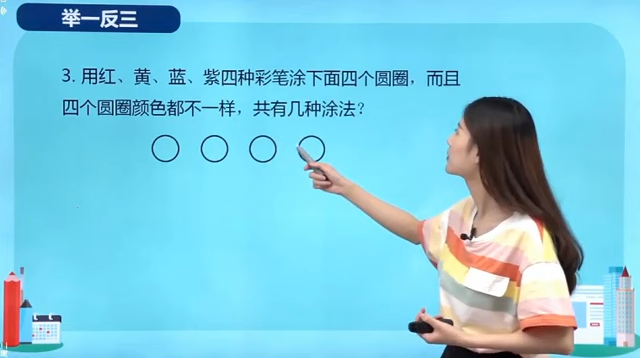 举一反三
3. 用红、黄、蓝、紫四种彩笔涂下面四个圆圈，而且
四个圆圈颜色都不一样，共有几种涂法？